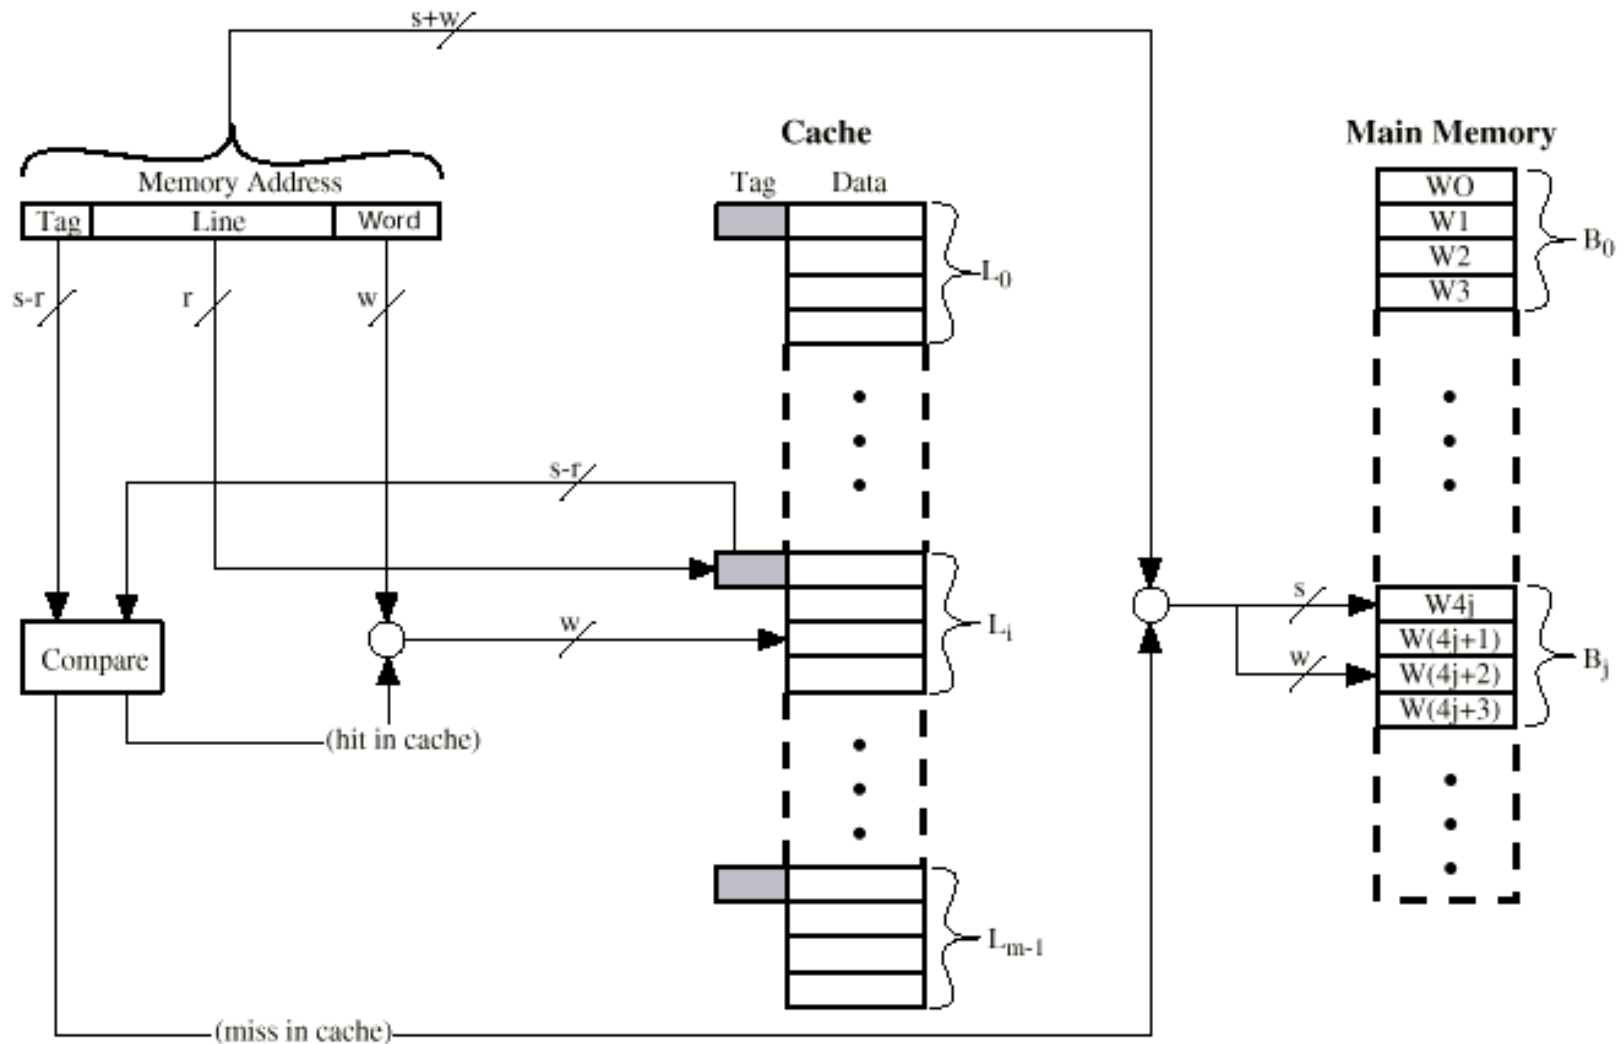 s+w
Cache
Main Memory
Memory Address
Tag Data
Tag Line Word
WO
W1
W2
W3
B0
L0
s-r
r
w
s-r
Li
s
w
W4j
W(4j+1)
W(4j+2)
W(4j+3)
Bj
w
Compare
(hit in cache)
Lm-1
(miss in cache)